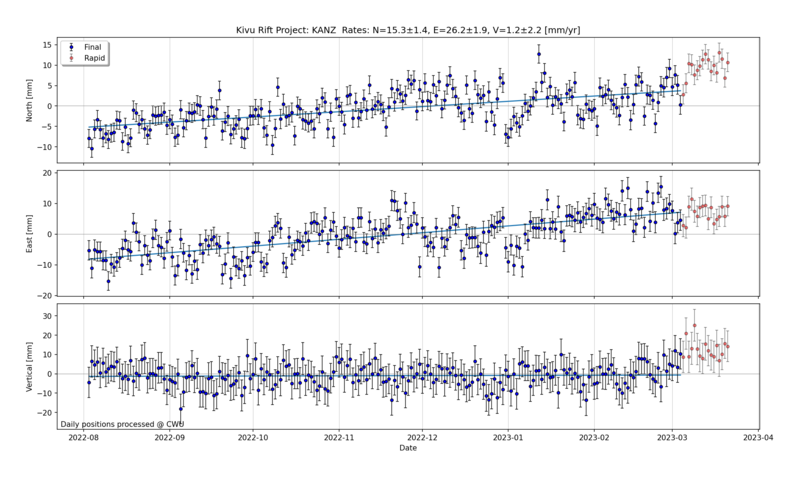 Kivu Rift Project: KANZ Rates: N=15.3±1.4, E=26.2±1.9, V=1.2±2.2 [mm/yr]
Final
Rapid
North [mm]
15
10
5
0
−5
−10
East [mm]
20
10
0
−10
−20
Vertical [mm]
30
20
10
0
−10
−20
Daily positions processed @ CWU
2022-08 2022-09 2022-10 2022-11 2022-12 2023-01 2023-02 2023-03 2023-04
Date